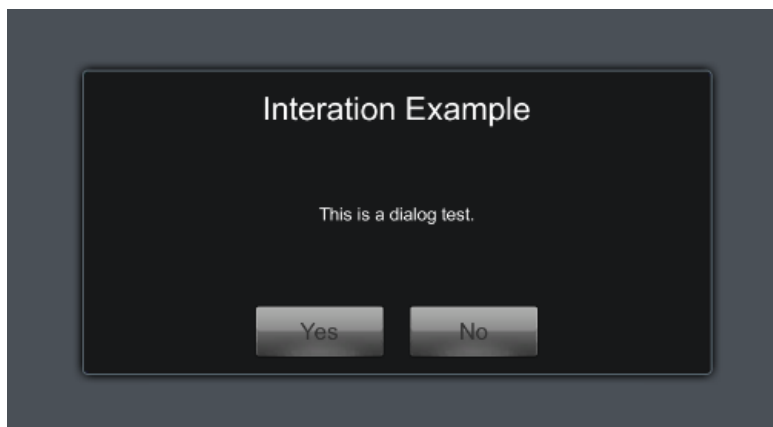 Interation Example
This is a dialog test.
Yes No